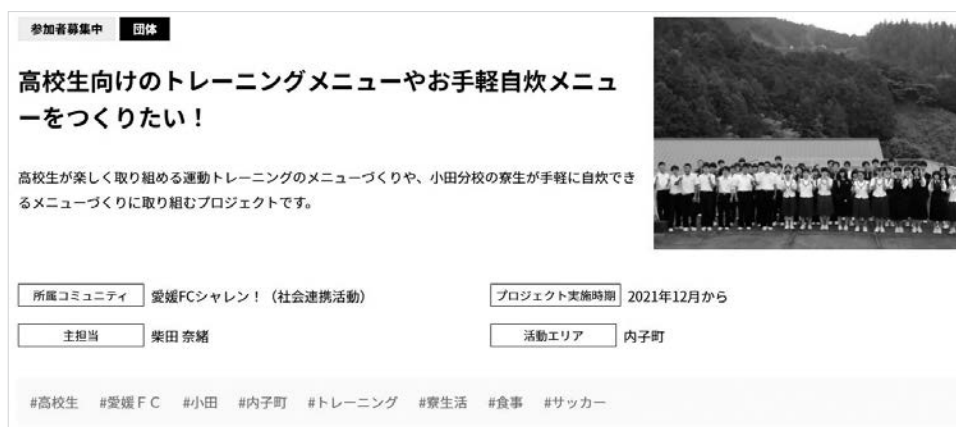 参加者募集中 団体
高校生向けのトレーニングメニューやお手軽自炊メニュ
ーをつくりたい！
高校生が楽しく取り組める運動トレーニングのメニューづくりや、小田分校の寮生が手軽に自炊でき
るメニューづくりに取り組むプロジェクトです。
所属コミュニティ 愛媛FCシャレン！（社会連携活動） プロジェクト実施時期 2021年12月から
主担当 柴田 奈緒 活動エリア 内子町
#高校生 #愛媛ＦＣ #小田 #内子町 #トレーニング #寮生活 #食事 #サッカー